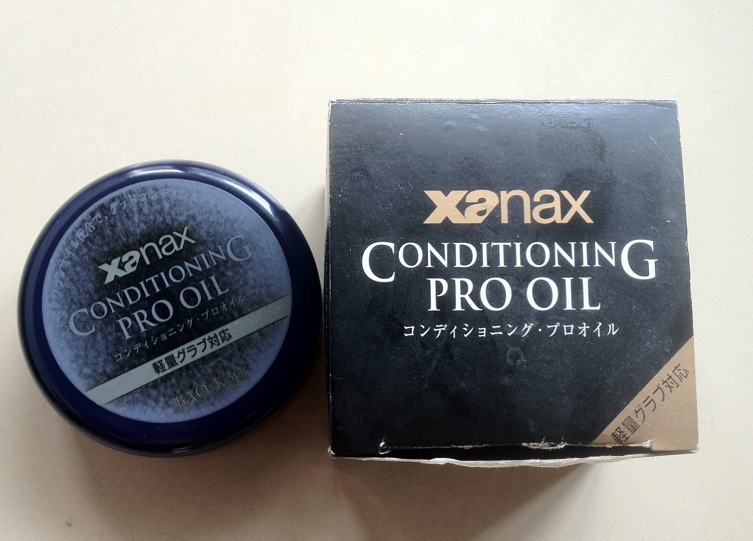 xanax
CONDITIONING
PRO OIL
コンディショニング・プロオイル
軽量グラブ対応
xanax
CONDITIONING
PRO OIL
コンディショニング・プロオイル
軽量グラブ対応